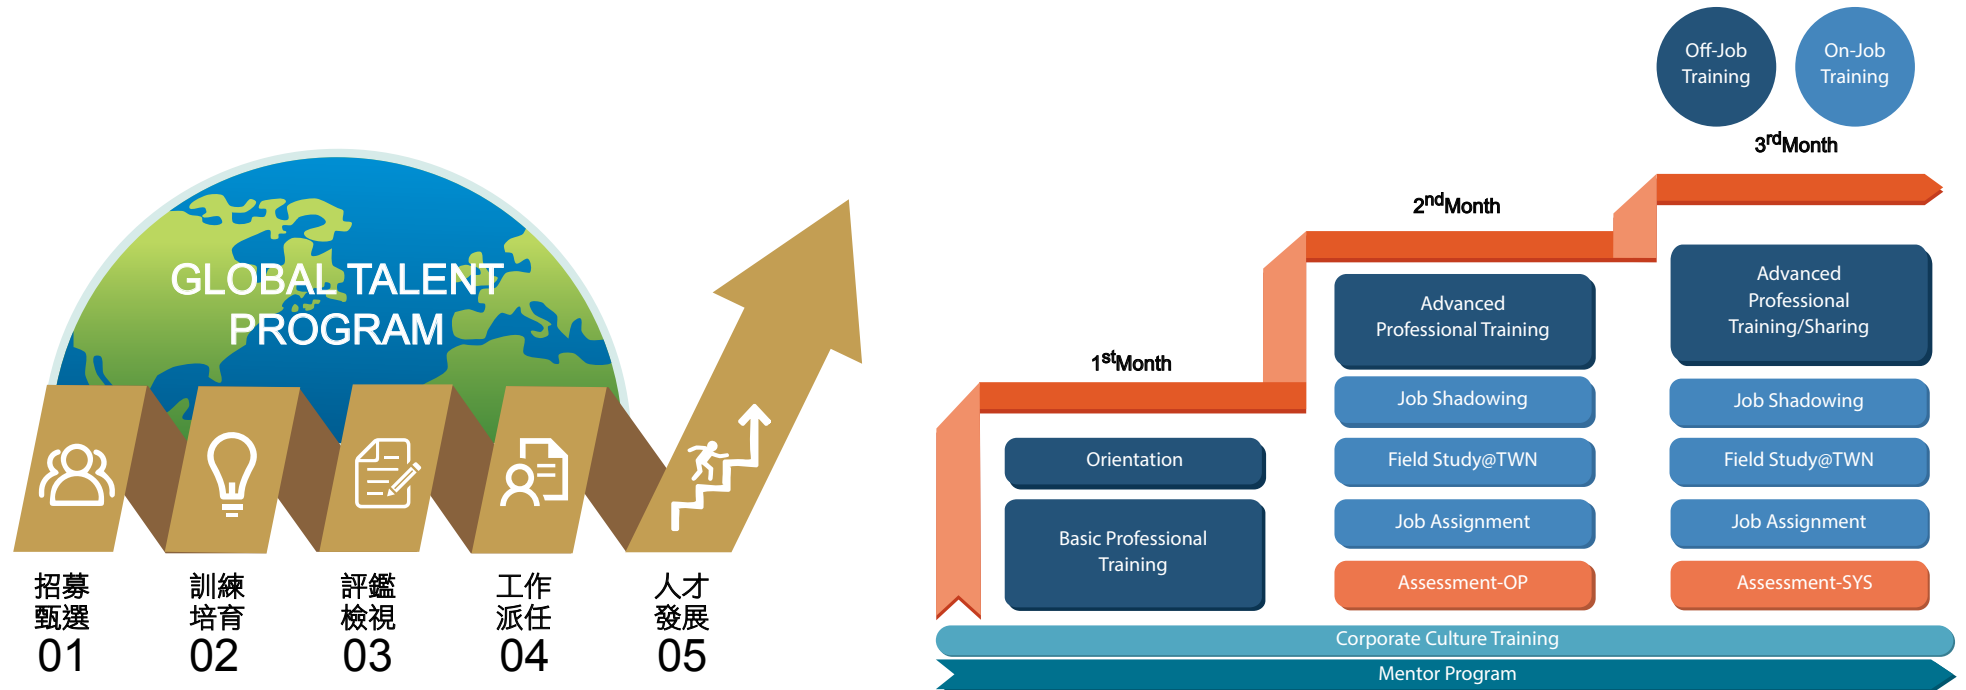 GLOBAL TALENT
PROGRAM
招募
甄選
01
訓練
培育
02
評鑑
檢視
03
工作
派任
04
人才
發展
05
Off-Job
Training
On-Job
Training
1stMonth
Orientation
Basic Professional
Training
2ndMonth
Advanced
Professional Training
Job Shadowing
Field Study@TWN
Job Assignment
Assessment-OP
3rdMonth
Advanced
Professional
Training/Sharing
Job Shadowing
Field Study@TWN
Job Assignment
Assessment-SYS
Corporate Culture Training
Mentor Program